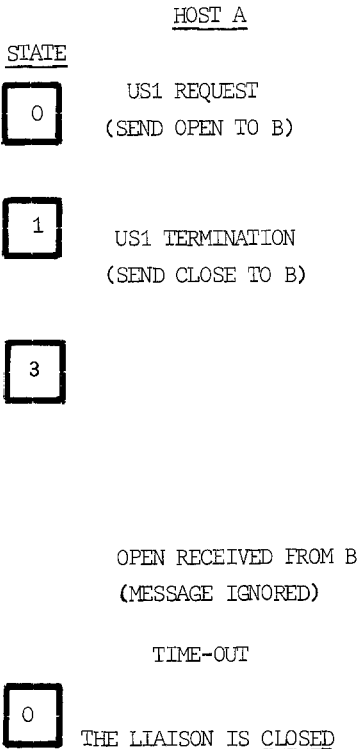 HOST A
STATE
0
US1 REQUEST
(SEND OPEN TO B)
1
US1 TERMINATION
(SEND CLOSE TO B)
3
OPEN RECEIVED FROM B
(MESSAGE IGNORED)
TIME-OUT
0
THE LIAISON IS CLOSED